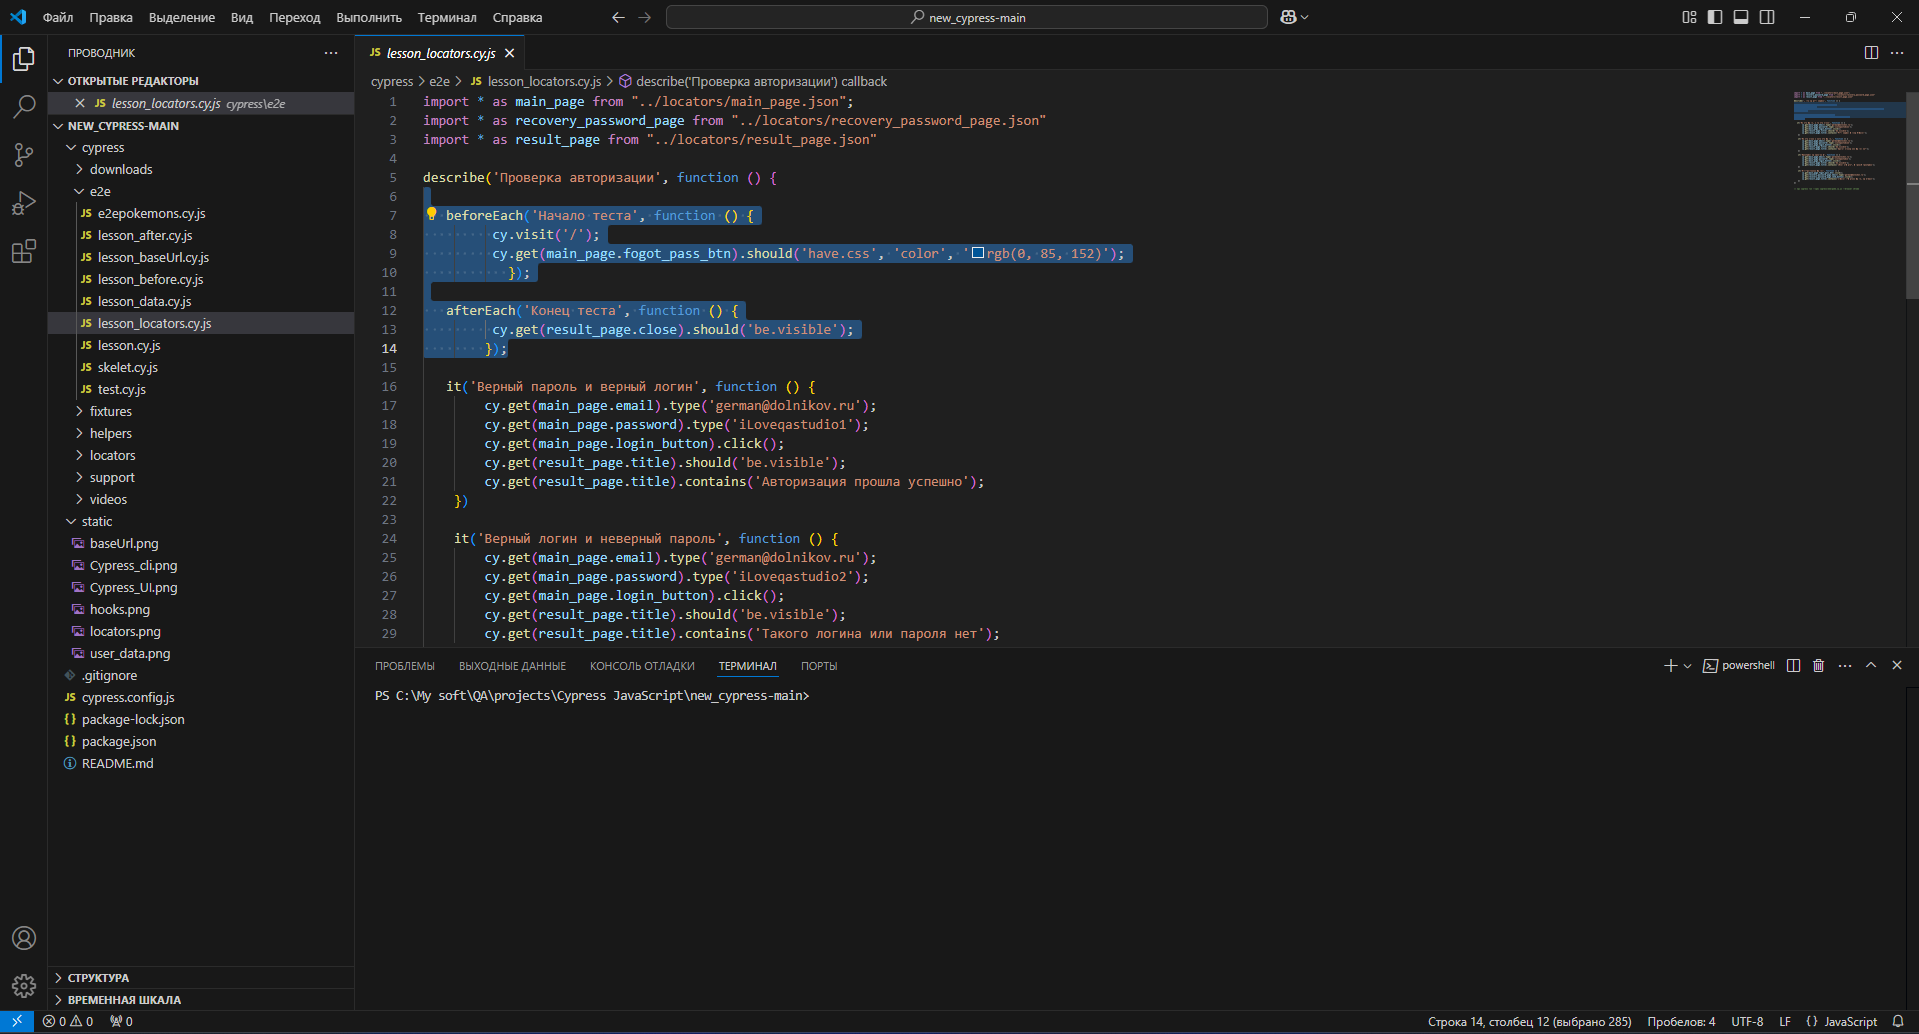 Файл Правка Выделение Вид Переход Выполнить Терминал Справка
new_cypress-main
ПРОВОДНИК
ОТКРЫТЫЕ РЕДАКТОРЫ
JS lesson_locators.cy.js cypress\e2e
NEW_CYPRESS-MAIN
cypress
downloads
e2e
JS e2epokemons.cy.js
JS lesson_after.cy.js
JS lesson_baseUrl.cy.js
JS lesson_before.cy.js
JS lesson_data.cy.js
JS lesson_locators.cy.js
JS lesson.cy.js
JS skelet.cy.js
JS test.cy.js
fixtures
helpers
locators
support
videos
static
baseUrl.png
Cypress_cli.png
Cypress_UI.png
hooks.png
locators.png
user_data.png
.gitignore
JS cypress.config.js
{} package-lock.json
{} package.json
README.md
СТРУКТУРА
ВРЕМЕННАЯ ШКАЛА
JS lesson_locators.cy.js
cypress > e2e > JS lesson_locators.cy.js > describe('Проверка авторизации') callback
1 import * as main_page from "../locators/main_page.json";
2 import * as recovery_password_page from "../locators/recovery_password_page.json"
3 import * as result_page from "../locators/result_page.json"
4
5 describe('Проверка авторизации', function () {
6
7 beforeEach('Начало теста', function () {
8 cy.visit('/');
9 cy.get(main_page.fogot_pass_btn).should('have.css', 'color', 'rgb(0, 85, 152)');
10 });
11
12 afterEach('Конец теста', function () {
13 cy.get(result_page.close).should('be.visible');
14 });
15
16 it('Верный пароль и верный логин', function () {
17 cy.get(main_page.email).type('german@dolnikov.ru');
18 cy.get(main_page.password).type('iLoveqastudio1');
19 cy.get(main_page.login_button).click();
20 cy.get(result_page.title).should('be.visible');
21 cy.get(result_page.title).contains('Авторизация прошла успешно');
22 })
23
24 it('Верный логин и неверный пароль', function () {
25 cy.get(main_page.email).type('german@dolnikov.ru');
26 cy.get(main_page.password).type('iLoveqastudio2');
27 cy.get(main_page.login_button).click();
28 cy.get(result_page.title).should('be.visible');
29 cy.get(result_page.title).contains('Такого логина или пароля нет');
ПРОБЛЕМЫ ВЫХОДНЫЕ ДАННЫЕ КОНСОЛЬ ОТЛАДКИ ТЕРМИНАЛ ПОРТЫ
powershell
PS C:\My soft\QA\projects\Cypress JavaScript\new_cypress-main>
0 0 0
Строка 14, столбец 12 (выбрано 285) Пробелов: 4 UTF-8 LF {} JavaScript